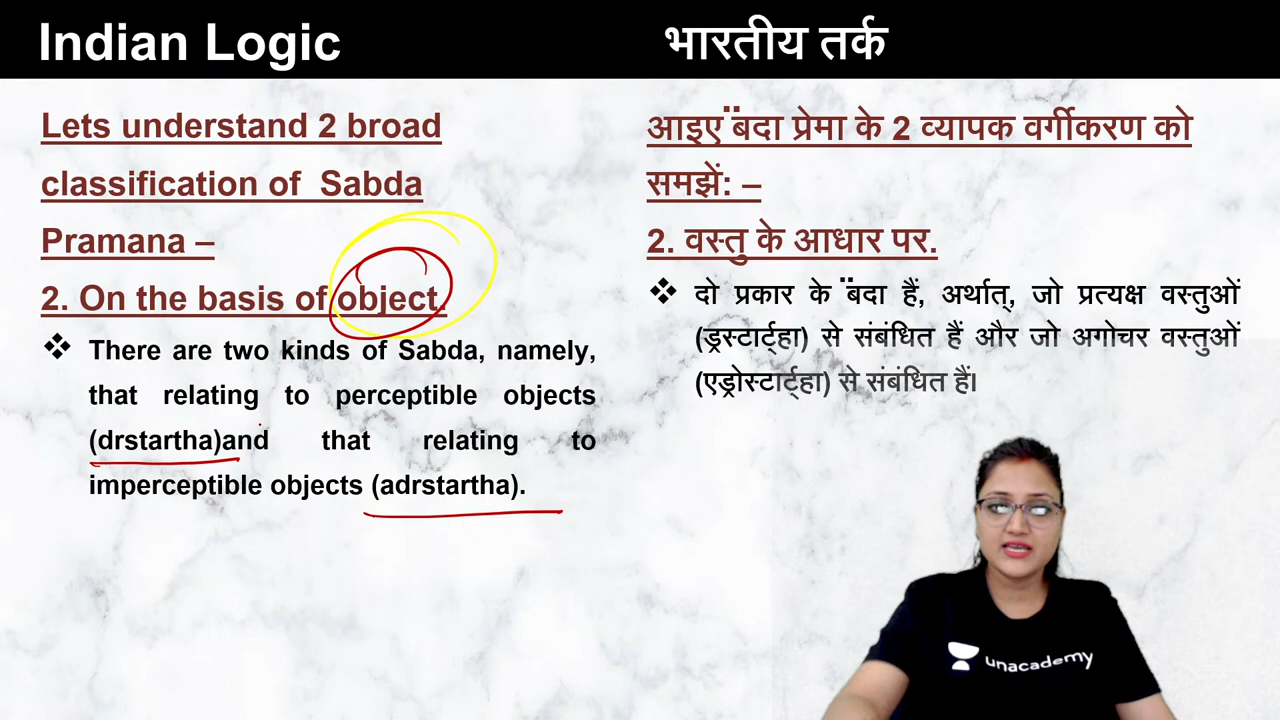 Indian Logic
भारतीय तर्क
Lets understand 2 broad
classification of Sabda
Pramana –
2. On the basis of object.
❖ There are two kinds of Sabda, namely,
that relating to perceptible objects
(drstartha)and that relating to
imperceptible objects (adrstartha).
आइए ̈बदा प्रेमा के 2 व्यापक वर्गीकरण को
समझें: –
2. वस्तु के आधार पर.
❖ दो प्रकार के ̈बदा हैं, अर्थात्, जो प्रत्यक्ष वस्तुओं
(ड्रस्टार्ट्हा) से संबंधित हैं और जो अगोचर वस्तुओं
(एड्रोस्टार्ट्हा) से संबंधित हैं।
unacademy